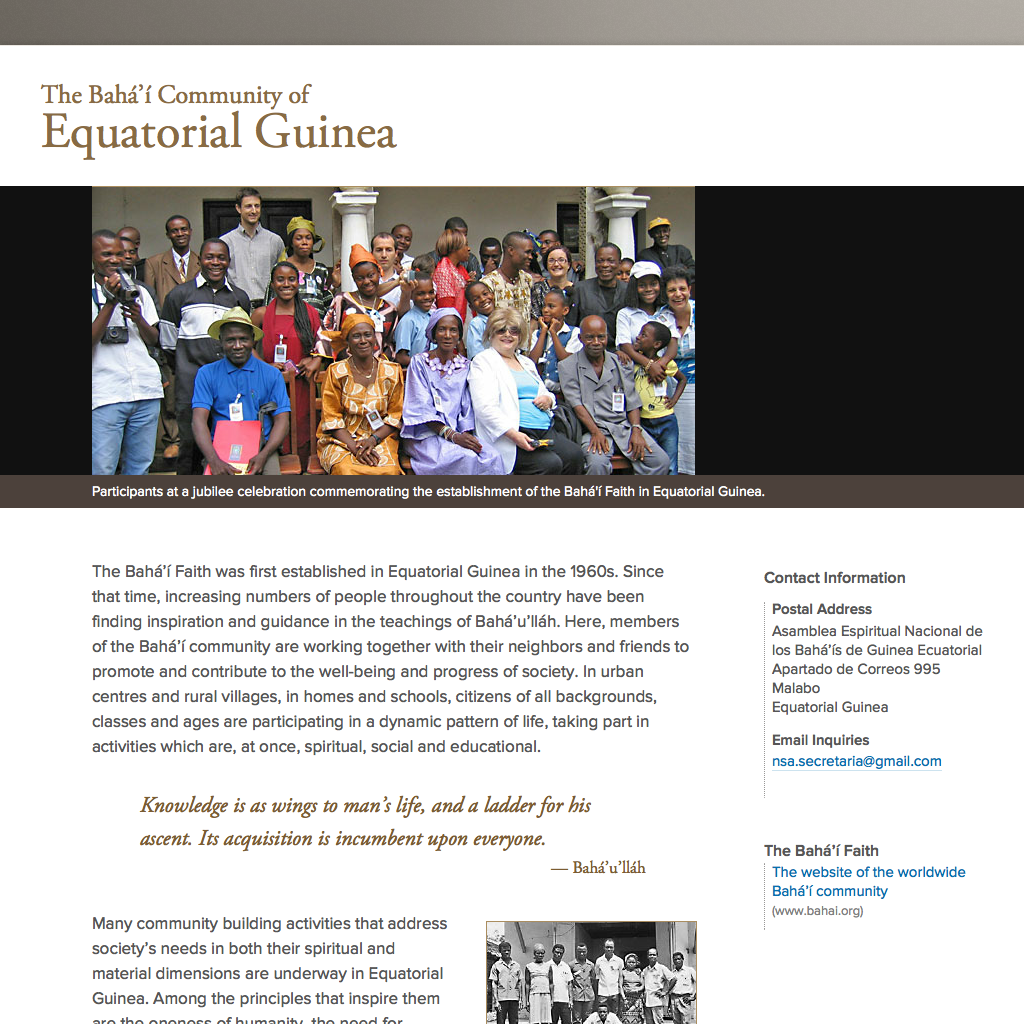 The Bahá’í Community of
Equatorial Guinea
Participants at a jubilee celebration commemorating the establishment of the Bahá’í Faith in Equatorial Guinea.
The Bahá’í Faith was first established in Equatorial Guinea in the 1960s. Since
that time, increasing numbers of people throughout the country have been
finding inspiration and guidance in the teachings of Bahá’u’lláh. Here, members
of the Bahá’í community are working together with their neighbors and friends to
promote and contribute to the well-being and progress of society. In urban
centres and rural villages, in homes and schools, citizens of all backgrounds,
classes and ages are participating in a dynamic pattern of life, taking part in
activities which are, at once, spiritual, social and educational.
Knowledge is as wings to man’s life, and a ladder for his
ascent. Its acquisition is incumbent upon everyone.
— Bahá’u’lláh
Many community building activities that address
society’s needs in both their spiritual and
material dimensions are underway in Equatorial
Guinea. Among the principles that inspire them
are the oneness of humanity, the need for
Contact Information
Postal Address
Asamblea Espiritual Nacional de
los Bahá’ís de Guinea Ecuatorial
Apartado de Correos 995
Malabo
Equatorial Guinea
Email Inquiries
nsa.secretaria@gmail.com
The Bahá’í Faith
The website of the worldwide
Bahá’í community
(www.bahai.org)